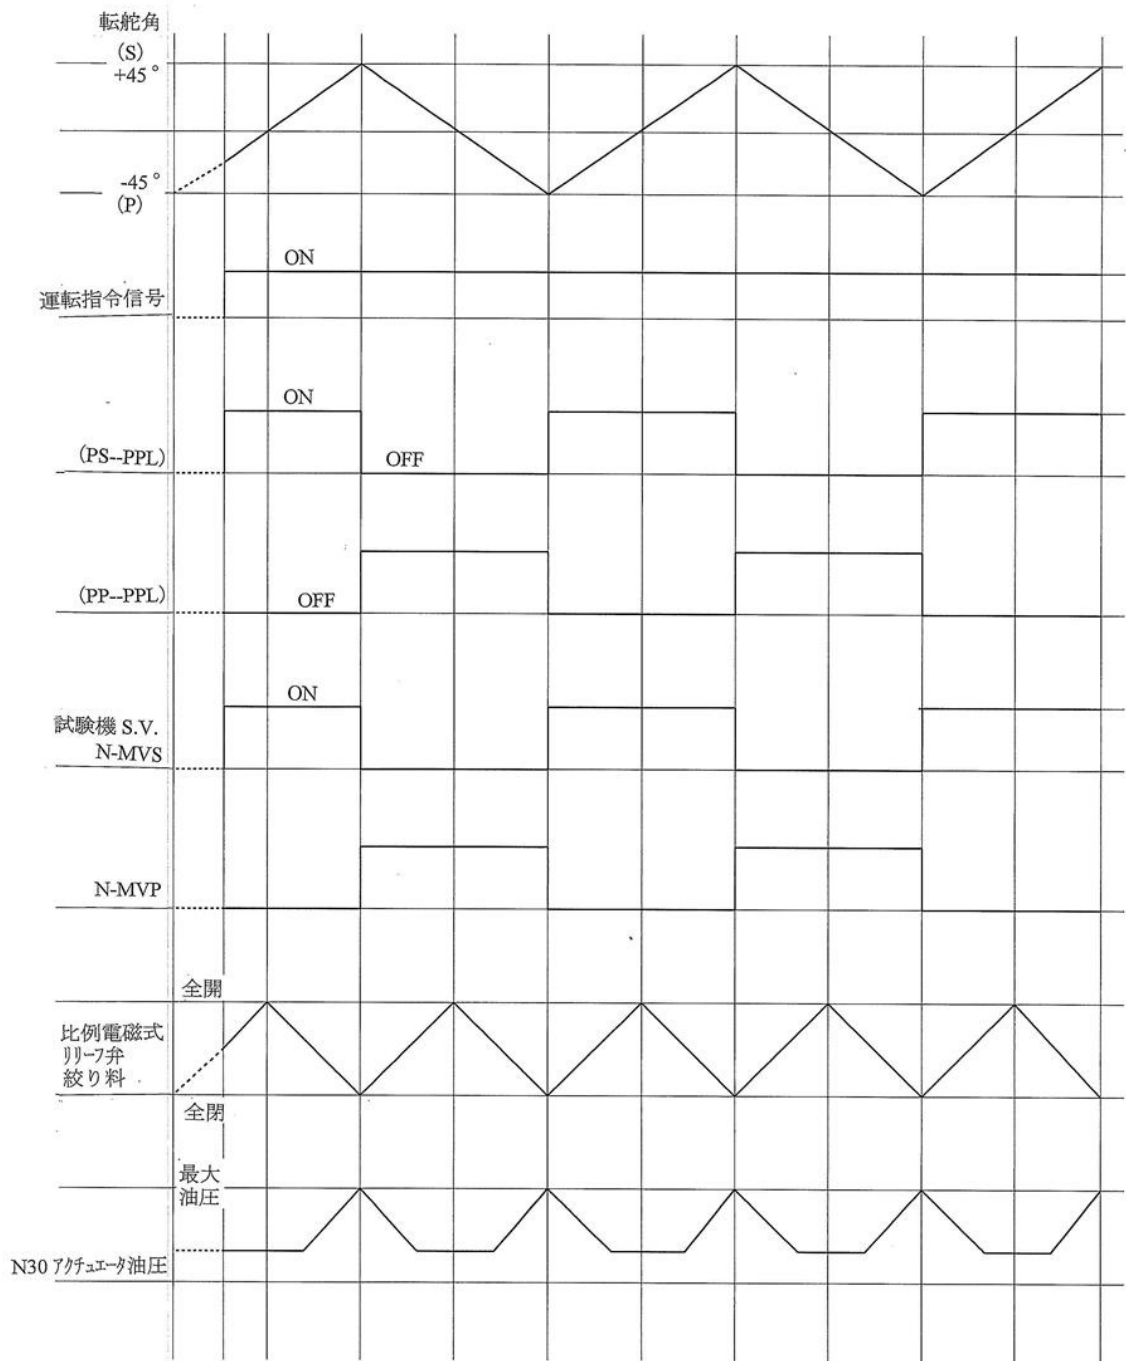 転舵角
(S)
+45°
-45°
(P)
ON
運転指令信号
ON
(PS--PPL)
OFF
(PP--PPL)
OFF
ON
試験機 S.V.
N-MVS
N-MVP
全開
比例電磁式
リリーフ弁
絞り料
全閉
最大
油圧
N30 アクチュエータ油圧